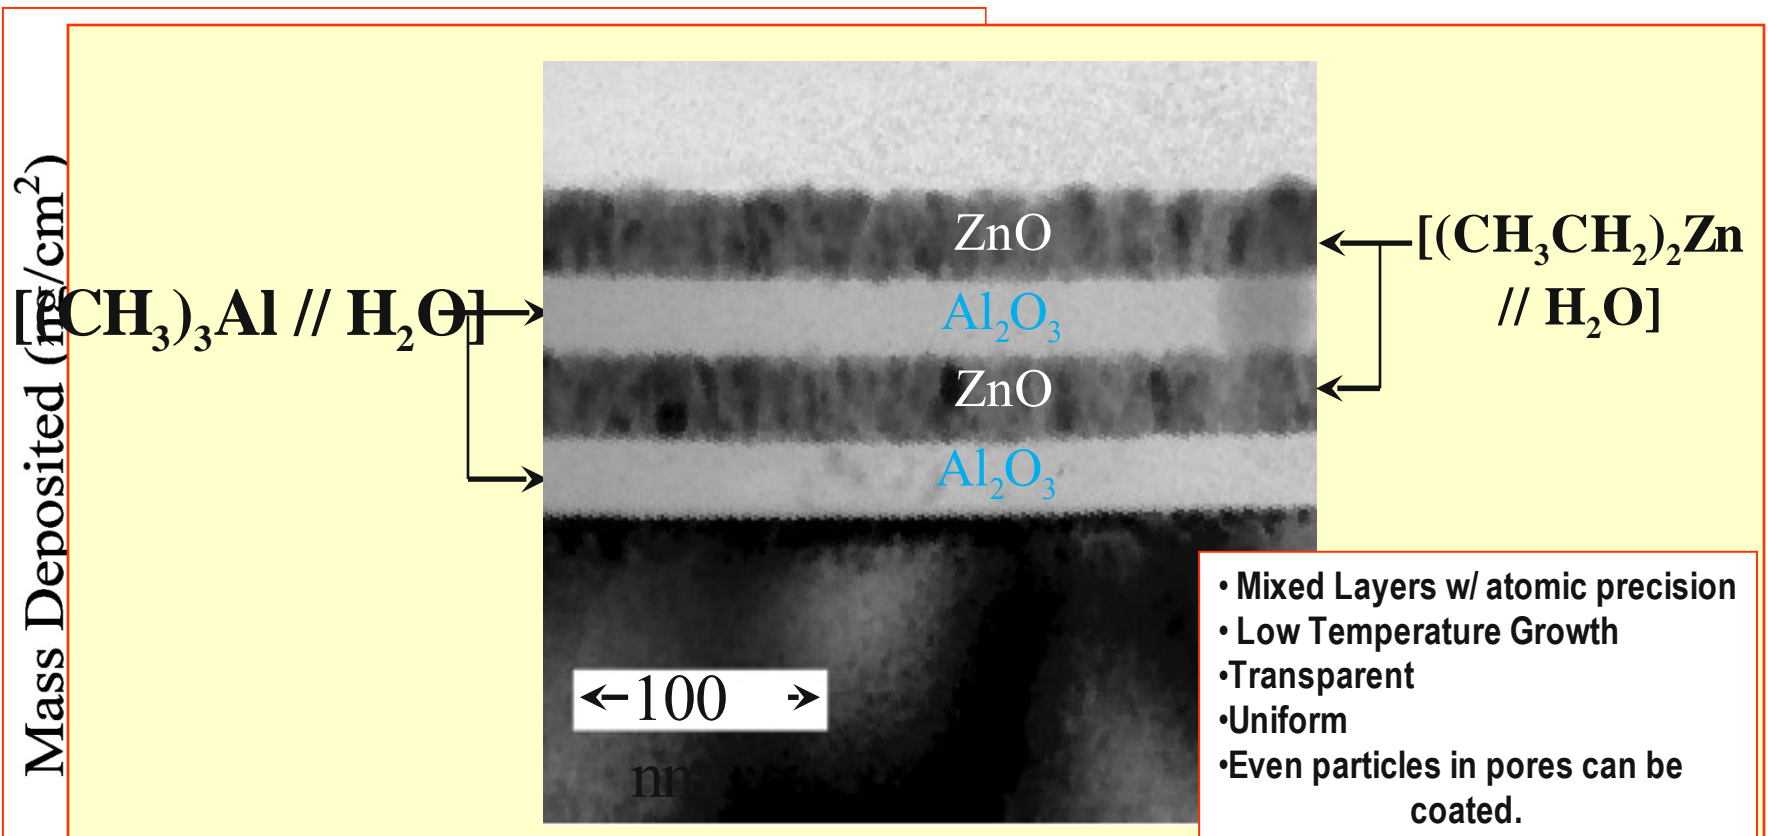 Mass Deposited (ng/cm²)
[(CH₃)₃Al // H₂O]
ZnO
Al₂O₃
ZnO
Al₂O₃
[(CH₃CH₂)₂Zn
// H₂O]
100
• Mixed Layers w/ atomic precision
• Low Temperature Growth
•Transparent
•Uniform
•Even particles in pores can be
coated.